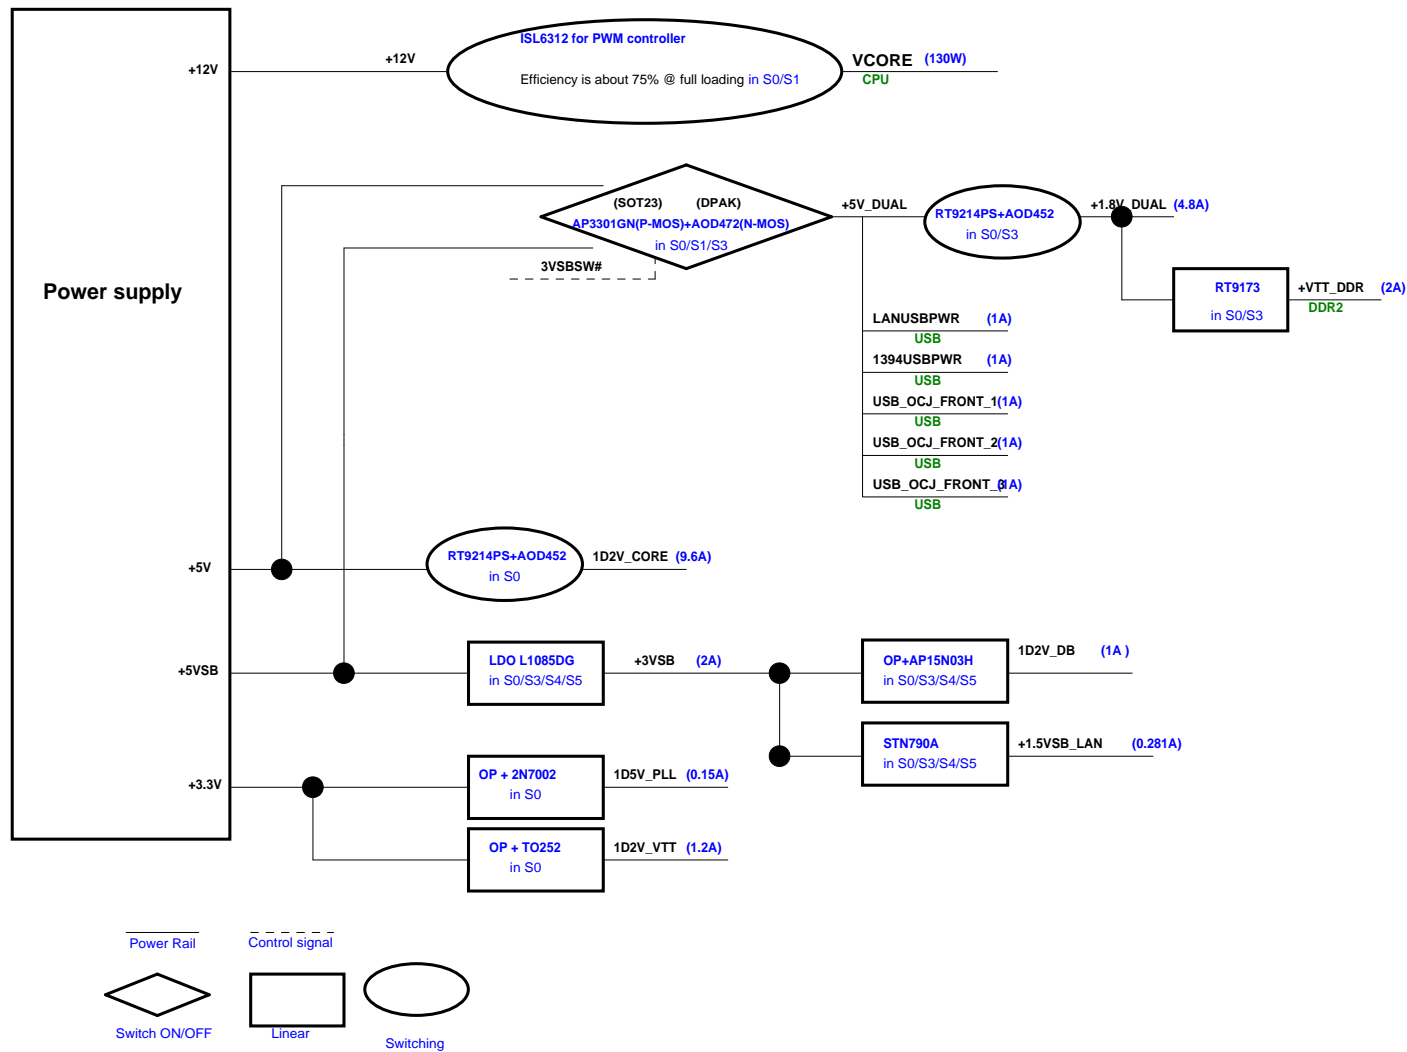 ISL6312 for PWM controller
+12V
+12V
Efficiency is about 75% @ full loading in S0/S1
VCORE (130W)
CPU
(SOT23) (DPAK)
AP3301GN(P-MOS)+AOD472(N-MOS)
in S0/S1/S3
3VSBSW#
+5V_DUAL
RT9214PS+AOD452
in S0/S3
+1.8V_DUAL (4.8A)
Power supply
RT9173
in S0/S3
+VTT_DDR (2A)
DDR2
LANUSBPWR (1A)
USB
1394USBPWR (1A)
USB
USB_OCJ_FRONT_1(1A)
USB
USB_OCJ_FRONT_2(1A)
USB
USB_OCJ_FRONT_3(1A)
USB
+5V
RT9214PS+AOD452
in S0
1D2V_CORE (9.6A)
+5VSB
LDO L1085DG
in S0/S3/S4/S5
+3VSB (2A)
OP+AP15N03H
in S0/S3/S4/S5
1D2V_DB (1A )
STN790A
in S0/S3/S4/S5
+1.5VSB_LAN (0.281A)
+3.3V
OP + 2N7002
in S0
1D5V_PLL (0.15A)
OP + TO252
in S0
1D2V_VTT (1.2A)
Power Rail
Control signal
Switch ON/OFF
Linear
Switching